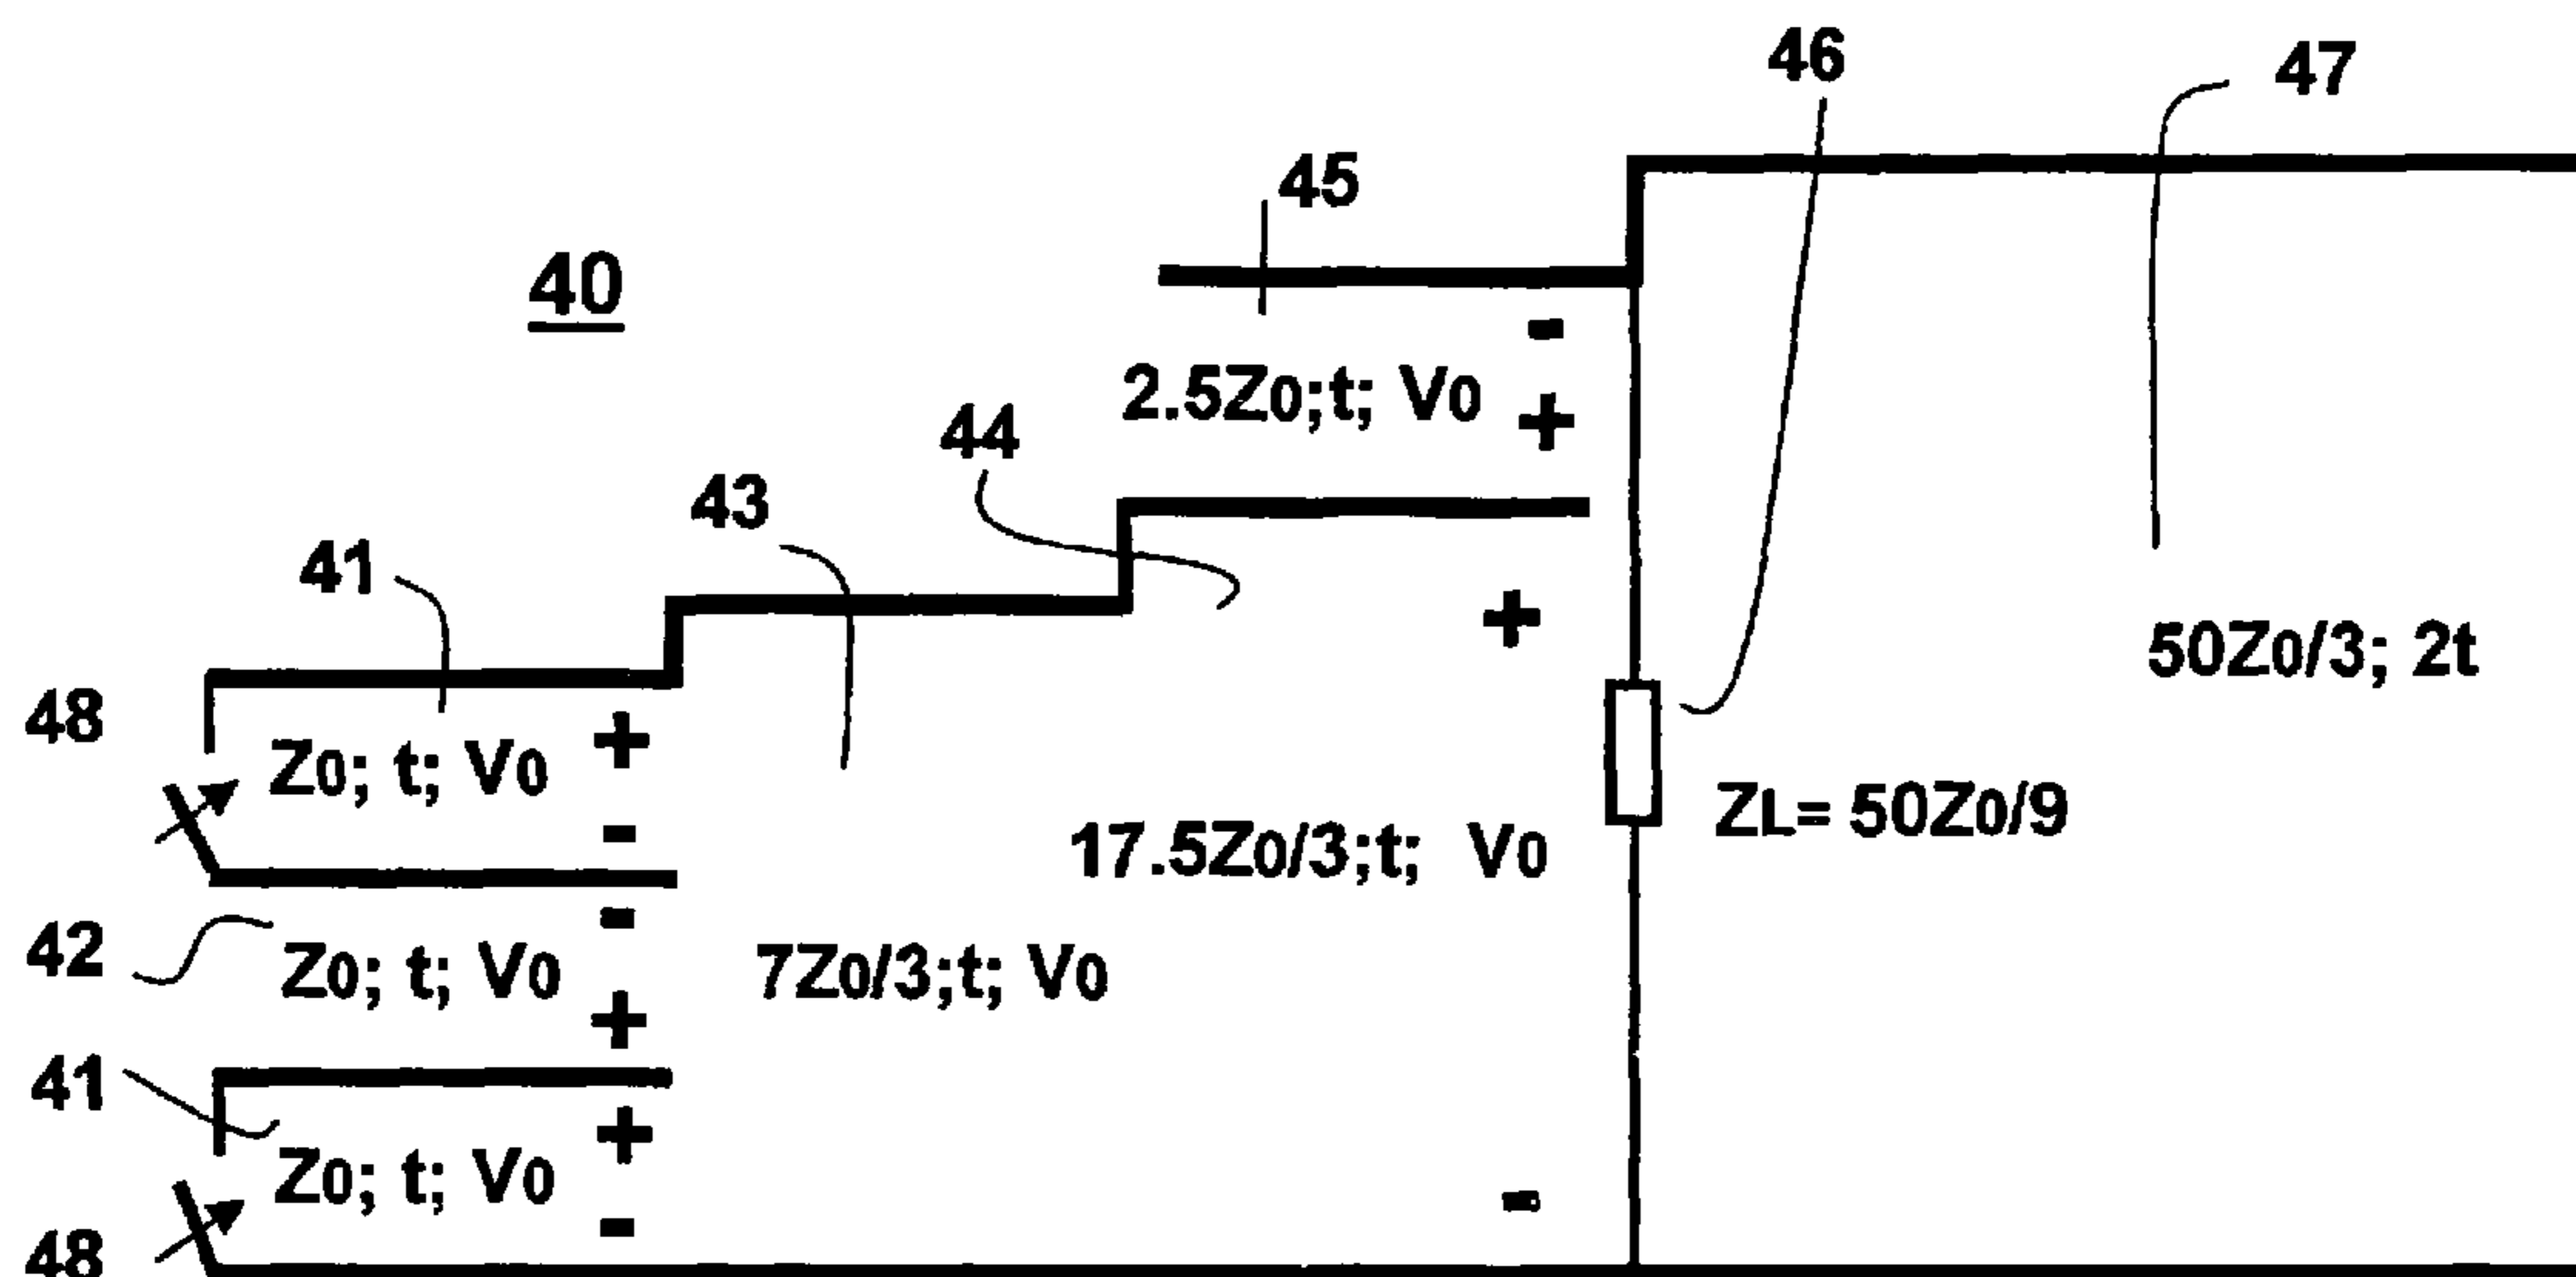 46
47
45
40
2.5Z0;t; V0
-
+
44
43
41
+
50Z0/3; 2t
48
Z0; t; V0
+
-
ZL= 50Z0/9
17.5Z0/3;t; V0
42
Z0; t; V0
-
+
7Z0/3;t; V0
41
Z0; t; V0
+
-
-
48